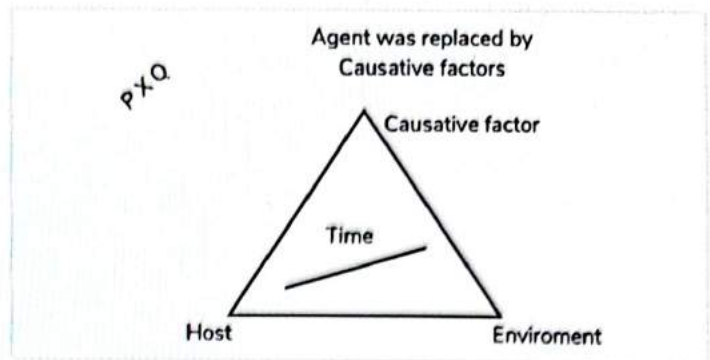 Agent was replaced by
Causative factors
PXQ
Causative factor
Time
Host
Enviroment